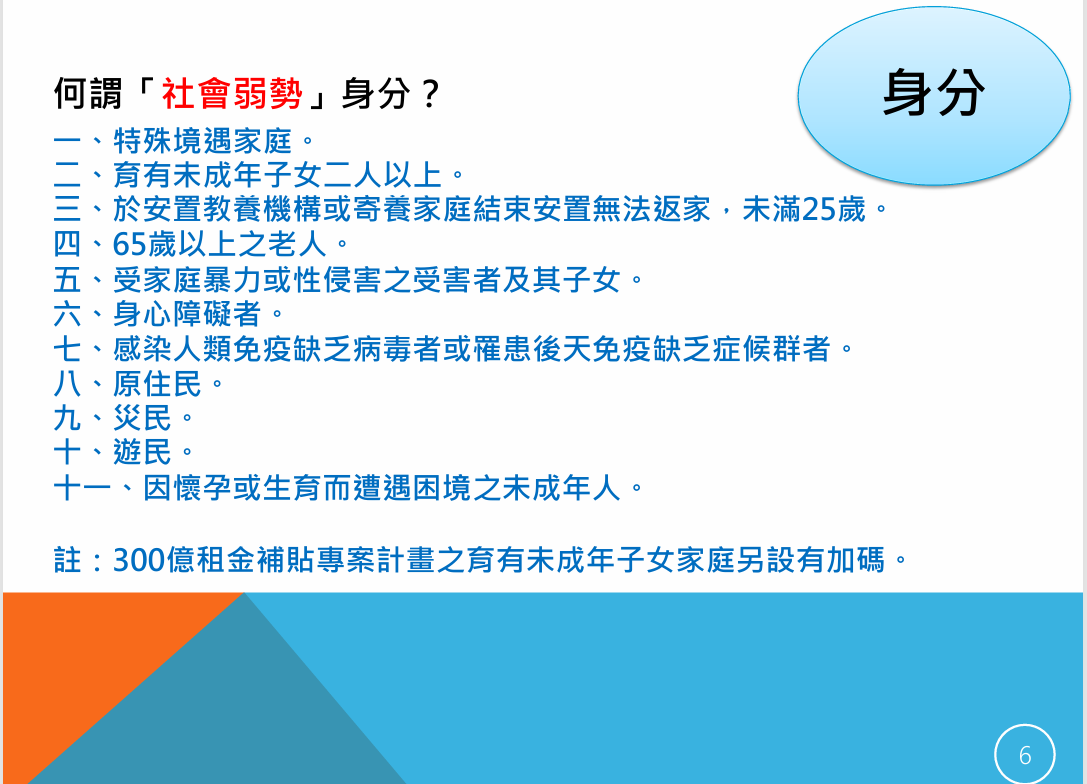 身分
何謂「社會弱勢」身分？
一、特殊境遇家庭。
二、育有未成年子女二人以上。
三、於安置教養機構或寄養家庭結束安置無法返家，未滿25歲。
四、65歲以上之老人。
五、受家庭暴力或性侵害之受害者及其子女。
六、身心障礙者。
七、感染人類免疫缺乏病毒者或罹患後天免疫缺乏症候群者。
八、原住民。
九、災民。
十、遊民。
十一、因懷孕或生育而遭遇困境之未成年人。
註：300億租金補貼專案計畫之育有未成年子女家庭另設有加碼。
6